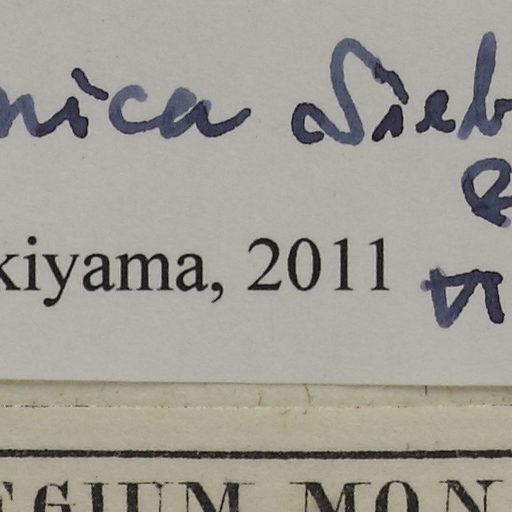 nica Sieb
kiyama, 2011
EGIUM MON